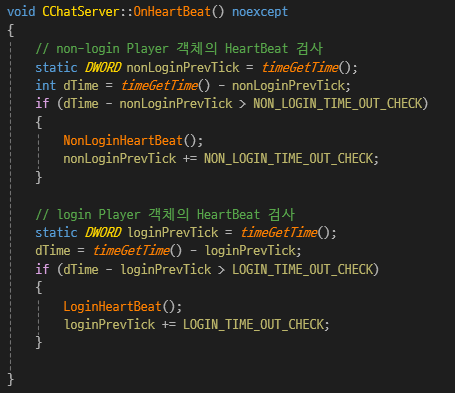 void CChatServer::OnHeartBeat() noexcept
{
// non-login Player 객체의 HeartBeat 검사
static DWORD nonLoginPrevTick = timeGetTime();
int dTime = timeGetTime() - nonLoginPrevTick;
if (dTime - nonLoginPrevTick > NON_LOGIN_TIME_OUT_CHECK)
{
NonLoginHeartBeat();
nonLoginPrevTick += NON_LOGIN_TIME_OUT_CHECK;
}
// login Player 객체의 HeartBeat 검사
static DWORD loginPrevTick = timeGetTime();
dTime = timeGetTime() - loginPrevTick;
if (dTime - loginPrevTick > LOGIN_TIME_OUT_CHECK)
{
LoginHeartBeat();
loginPrevTick += LOGIN_TIME_OUT_CHECK;
}
}